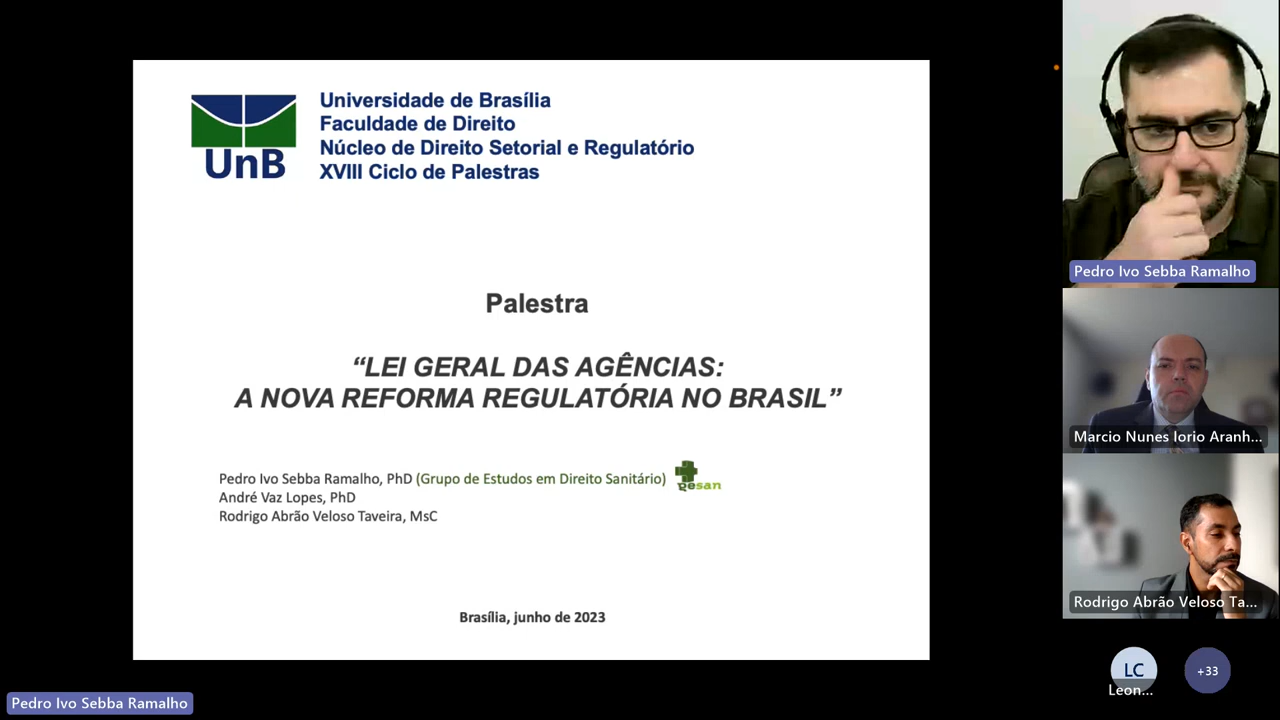 Universidade de Brasília
Faculdade de Direito
Núcleo de Direito Setorial e Regulatório
XVIII Ciclo de Palestras
UnB
Palestra
“LEI GERAL DAS AGÊNCIAS:
A NOVA REFORMA REGULATÓRIA NO BRASIL”
Pedro Ivo Sebba Ramalho, PhD (Grupo de Estudos em Direito Sanitário)
gesan
André Vaz Lopes, PhD
Rodrigo Abrão Veloso Taveira, MsC
Brasília, junho de 2023
Pedro Ivo Sebba Ramalho
Marcio Nunes Iorio Aranh...
Rodrigo Abrão Veloso Ta...
LC
Leon...
+33
Pedro Ivo Sebba Ramalho